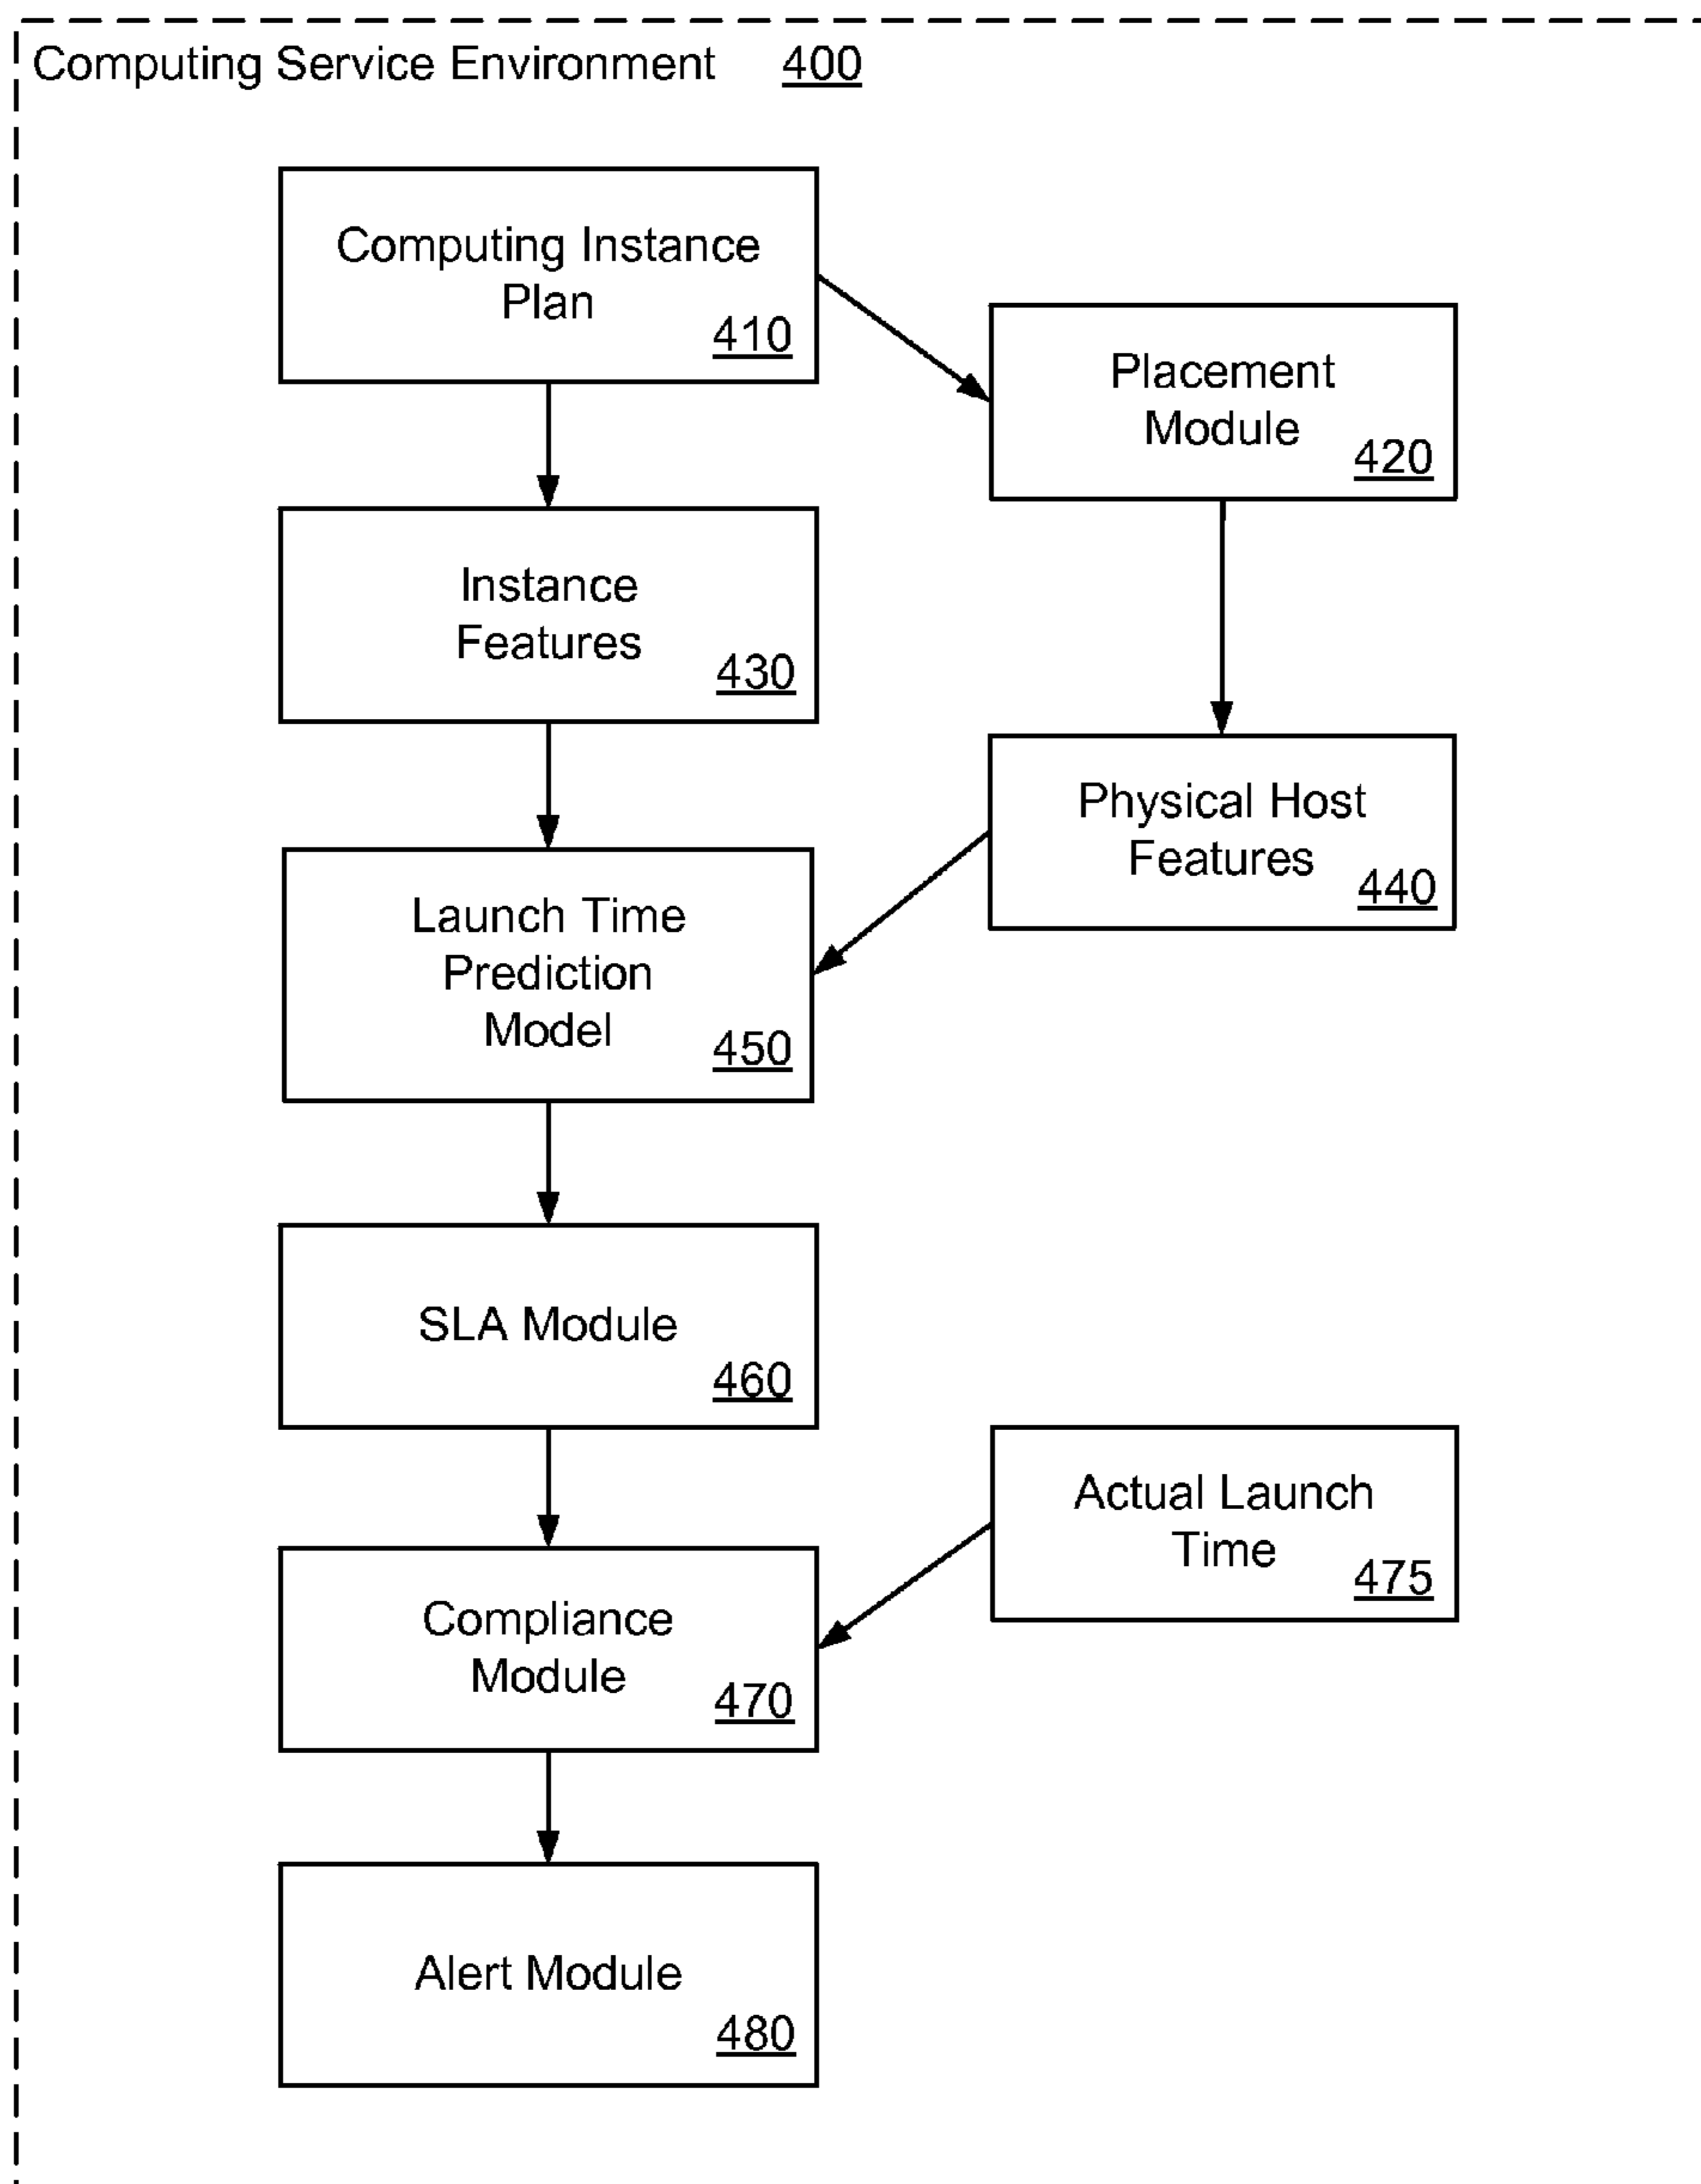 Computing Service Environment 400
Computing Instance
Plan
410
Placement
Module
420
Instance
Features
430
Physical Host
Features
440
Launch Time
Prediction
Model
450
SLA Module
460
Actual Launch
Time
475
Compliance
Module
470
Alert Module
480